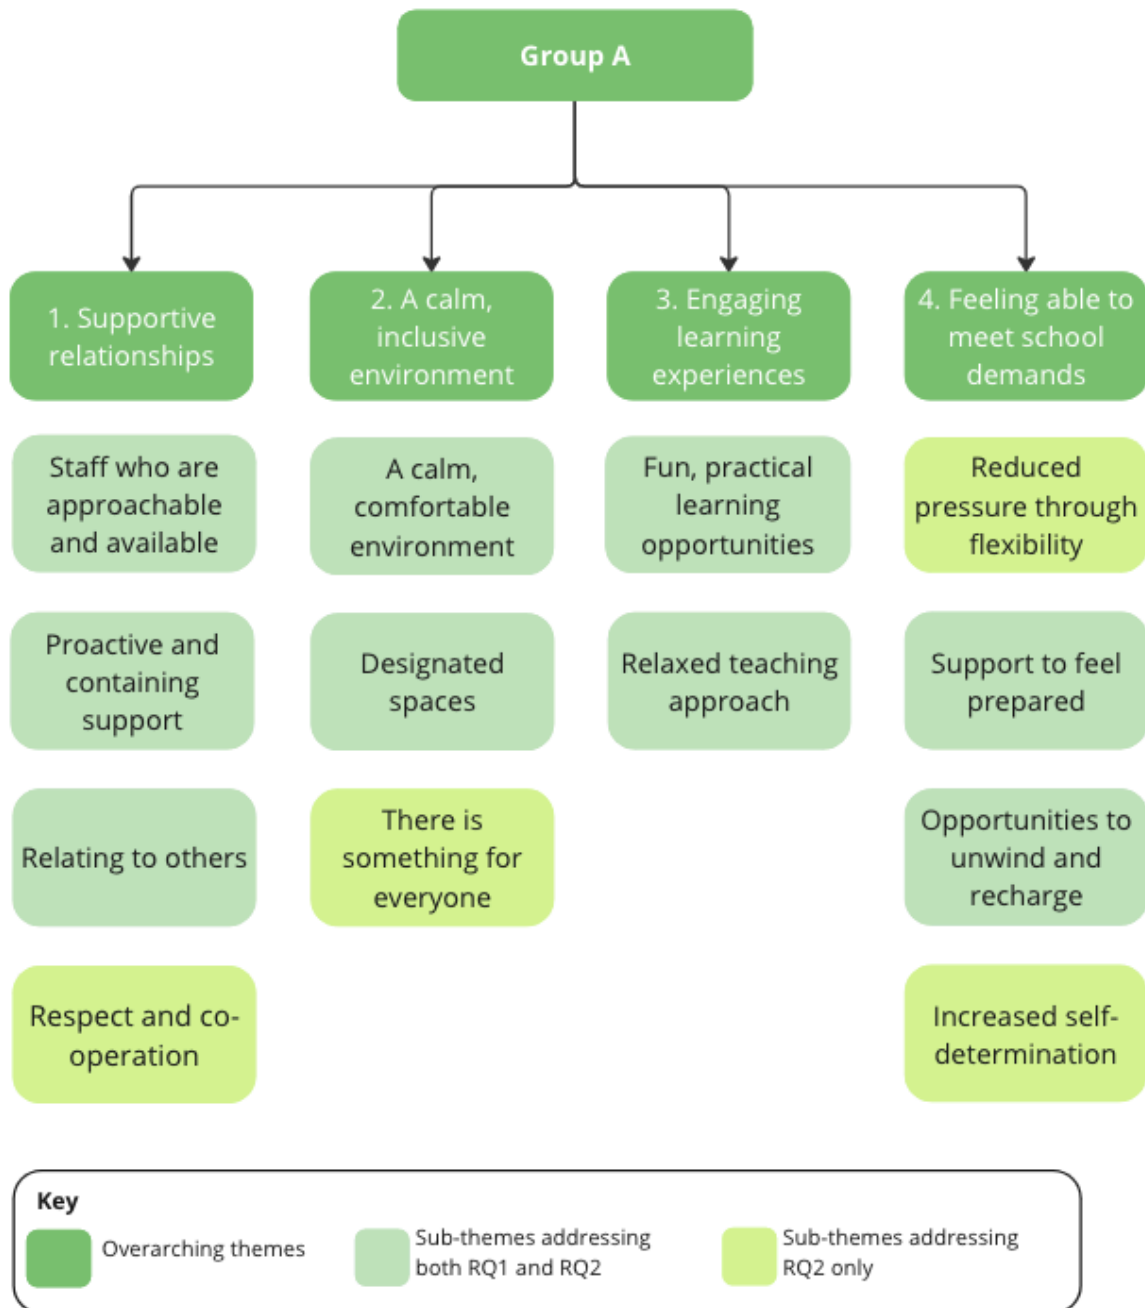 Group A
1. Supportive
relationships
2. A calm,
inclusive
environment
3. Engaging
learning
experiences
4. Feeling able to
meet school
demands
Staff who are
approachable
and available
A calm,
comfortable
environment
Fun, practical
learning
opportunities
Reduced
pressure through
flexibility
Proactive and
containing
support
Designated
spaces
Relaxed teaching
approach
Support to feel
prepared
Relating to others
There is
something for
everyone
Opportunities to
unwind and
recharge
Respect and co-
operation
Increased self-
determination
Key
Overarching themes
Sub-themes addressing
both RQ1 and RQ2
Sub-themes addressing
RQ2 only